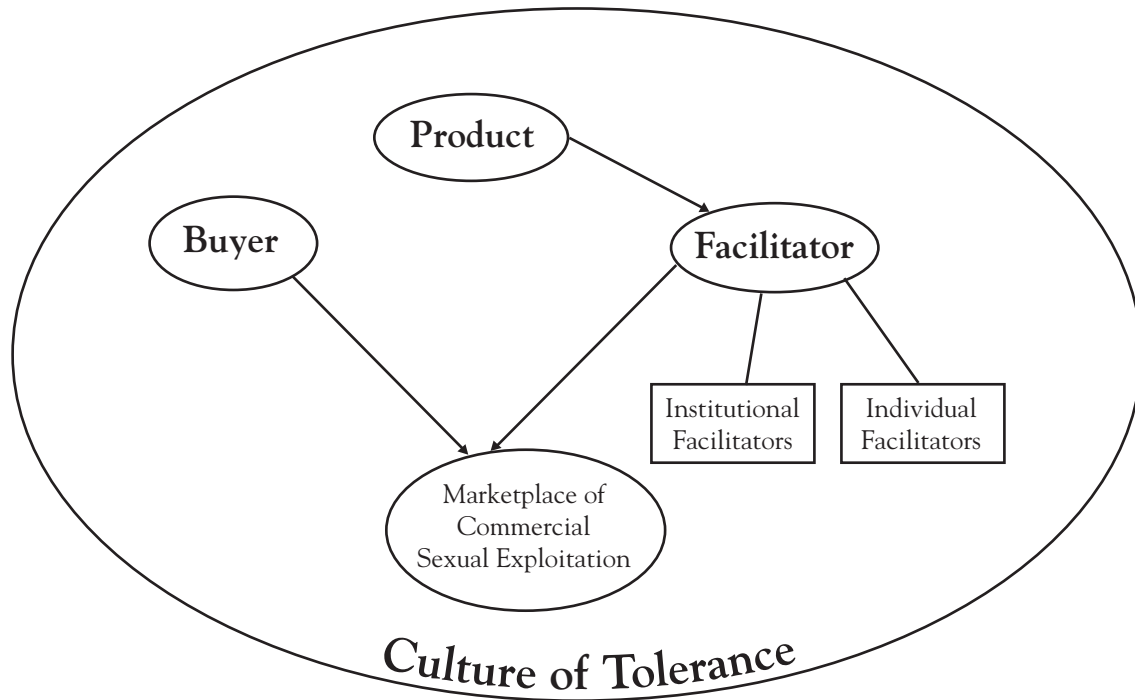 Product
Buyer
Facilitator
Institutional
Facilitators
Individual
Facilitators
Marketplace of
Commercial
Sexual Exploitation
Culture of Tolerance